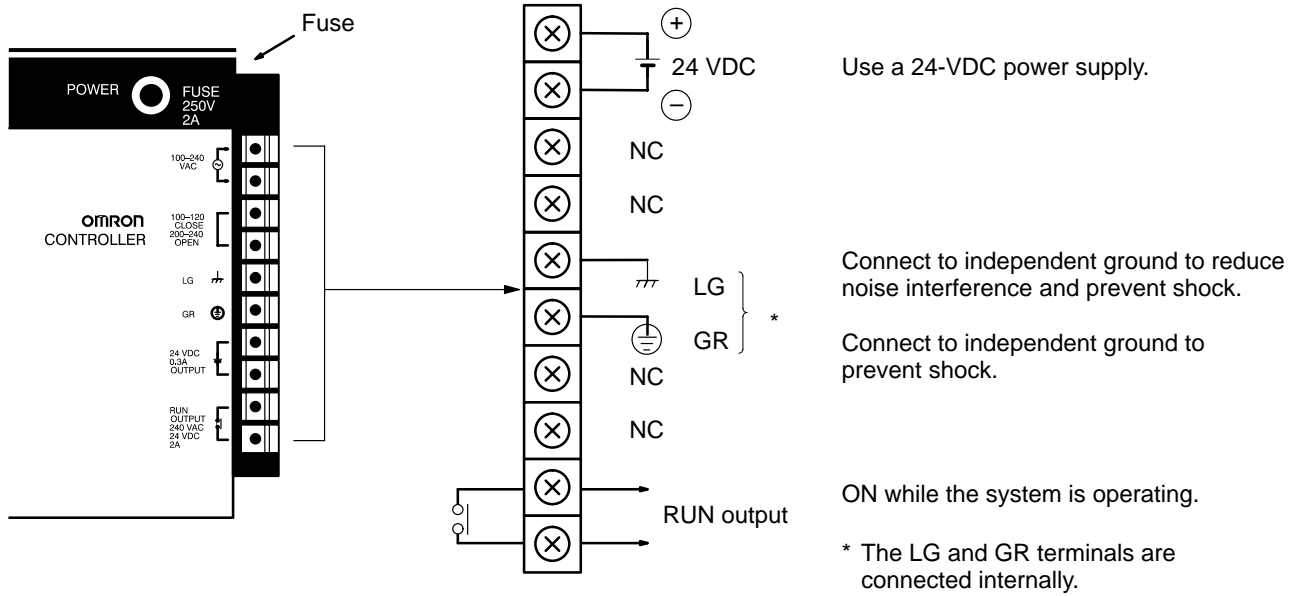 Fuse
POWER
FUSE
250V
2A
100–240
VAC
OMRON
CONTROLLER
100–120
CLOSE
200–240
OPEN
LG
GR
24 VDC
0.3A
OUTPUT
RUN
OUTPUT
240 VAC
24 VDC
2A
+
24 VDC
−
NC
NC
LG
GR
*
NC
NC
RUN output
Use a 24-VDC power supply.
Connect to independent ground to reduce
noise interference and prevent shock.
Connect to independent ground to
prevent shock.
ON while the system is operating.
* The LG and GR terminals are
connected internally.